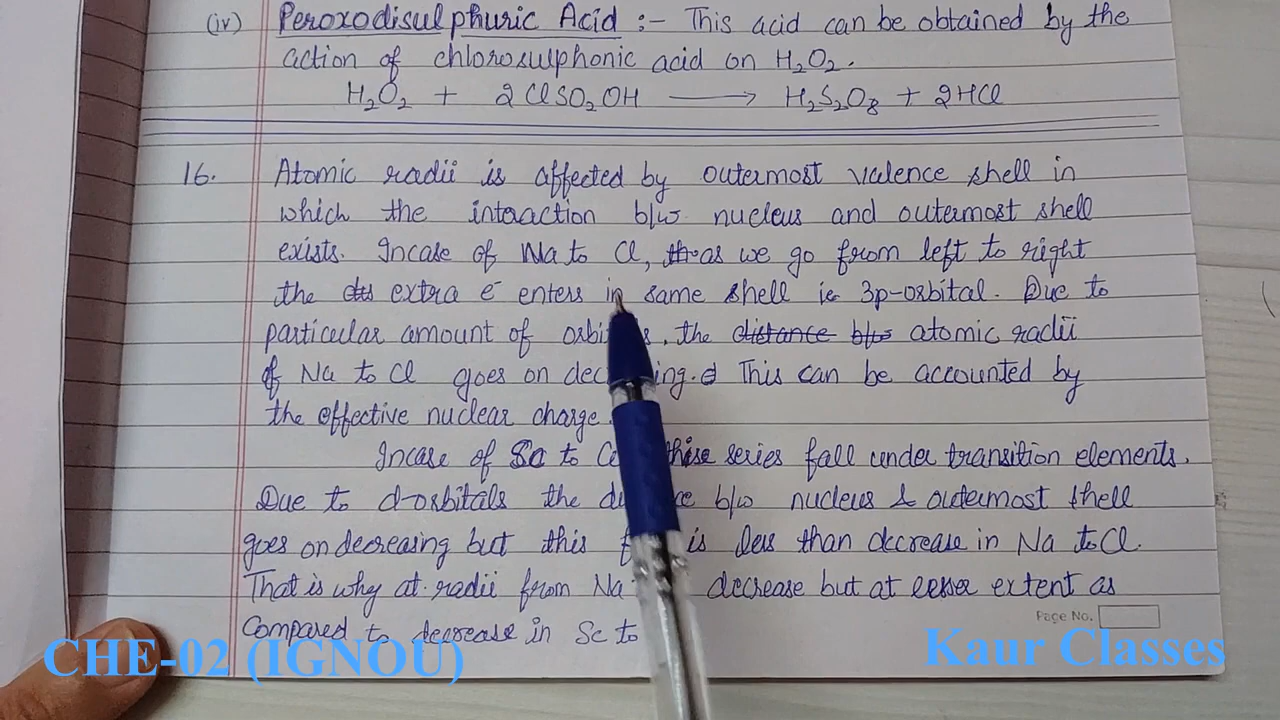 (iv) Peroxodisulphuric Acid :- This acid can be obtained by the
action of chlorosulphonic acid on H₂O₂.
H₂O₂ + 2ClSO₂OH ⟶ H₂S₂O₈ + 2HCl
16. Atomic radii is affected by outermost valence shell in
which the intraction b/w nucleus and outermost shell
exists. Incase of Na to Cl, as we go from left to right
the extra e⁻ enters in same shell ie 3p-orbital. Due to
particular amount of the distance b/w atomic radii
of Na to Cl goes on This can be accounted by
the effective nuclear charge
Incase of Sc to these series fall under transition elements.
Due to d-orbitals the b/w nucleus & outermost shell
goes on decreasing but this is less than decrease in Na to Cl.
That is why at. radii from Na decrease but at lesser extent as
Compared to decrease in Sc to
Page No.
CHE-02 (IGNOU)
Kaur Classes